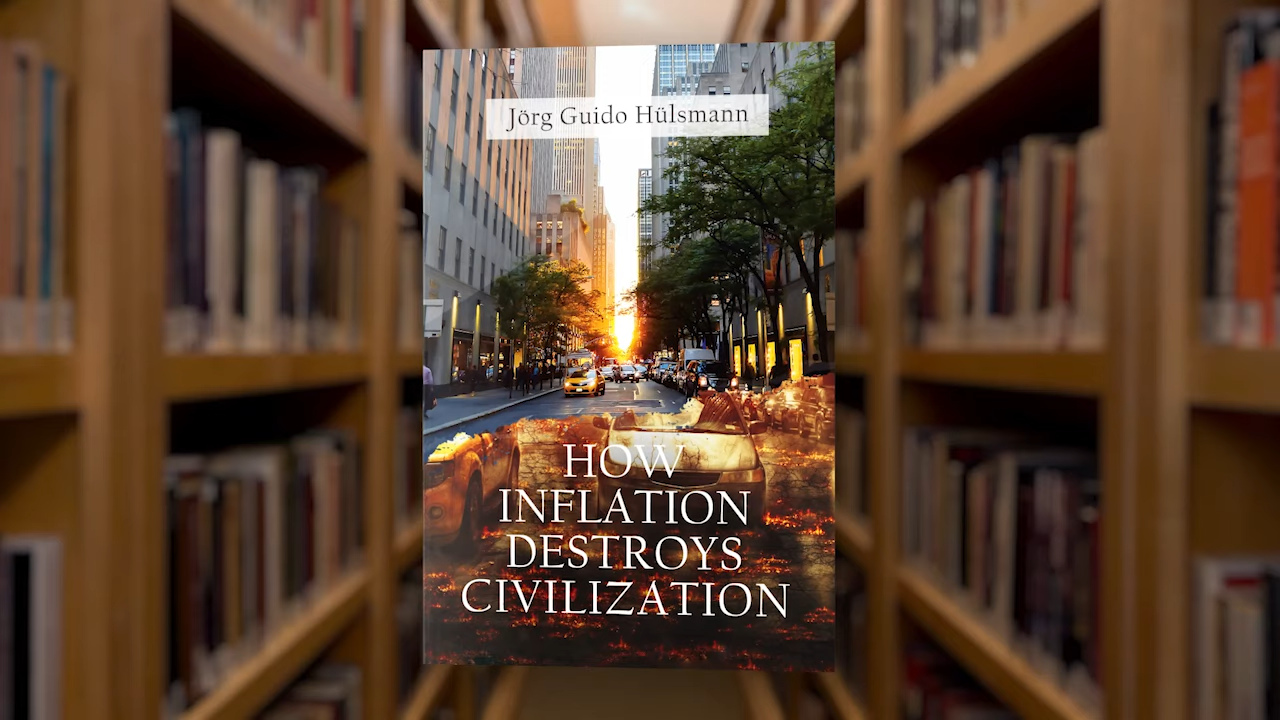 Jörg Guido Hülsmann
HOW
INFLATION
DESTROYS
CIVILIZATION